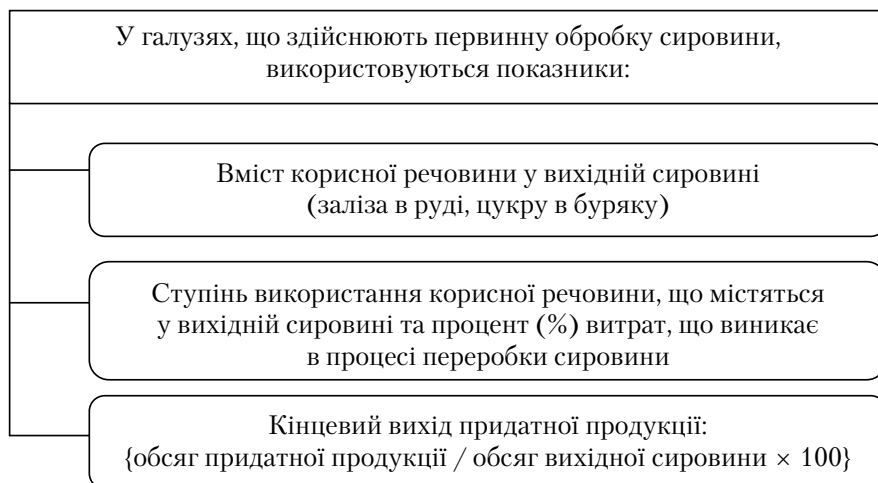 У галузях, що здійснюють первинну обробку сировини,
використовуються показники:
Вміст корисної речовини у вихідній сировині
(заліза в руді, цукру в буряку)
Ступінь використання корисної речовини, що містяться
у вихідній сировині та процент (%) витрат, що виникає
в процесі переробки сировини
Кінцевий вихід придатної продукції:
{обсяг придатної продукції / обсяг вихідної сировини × 100}